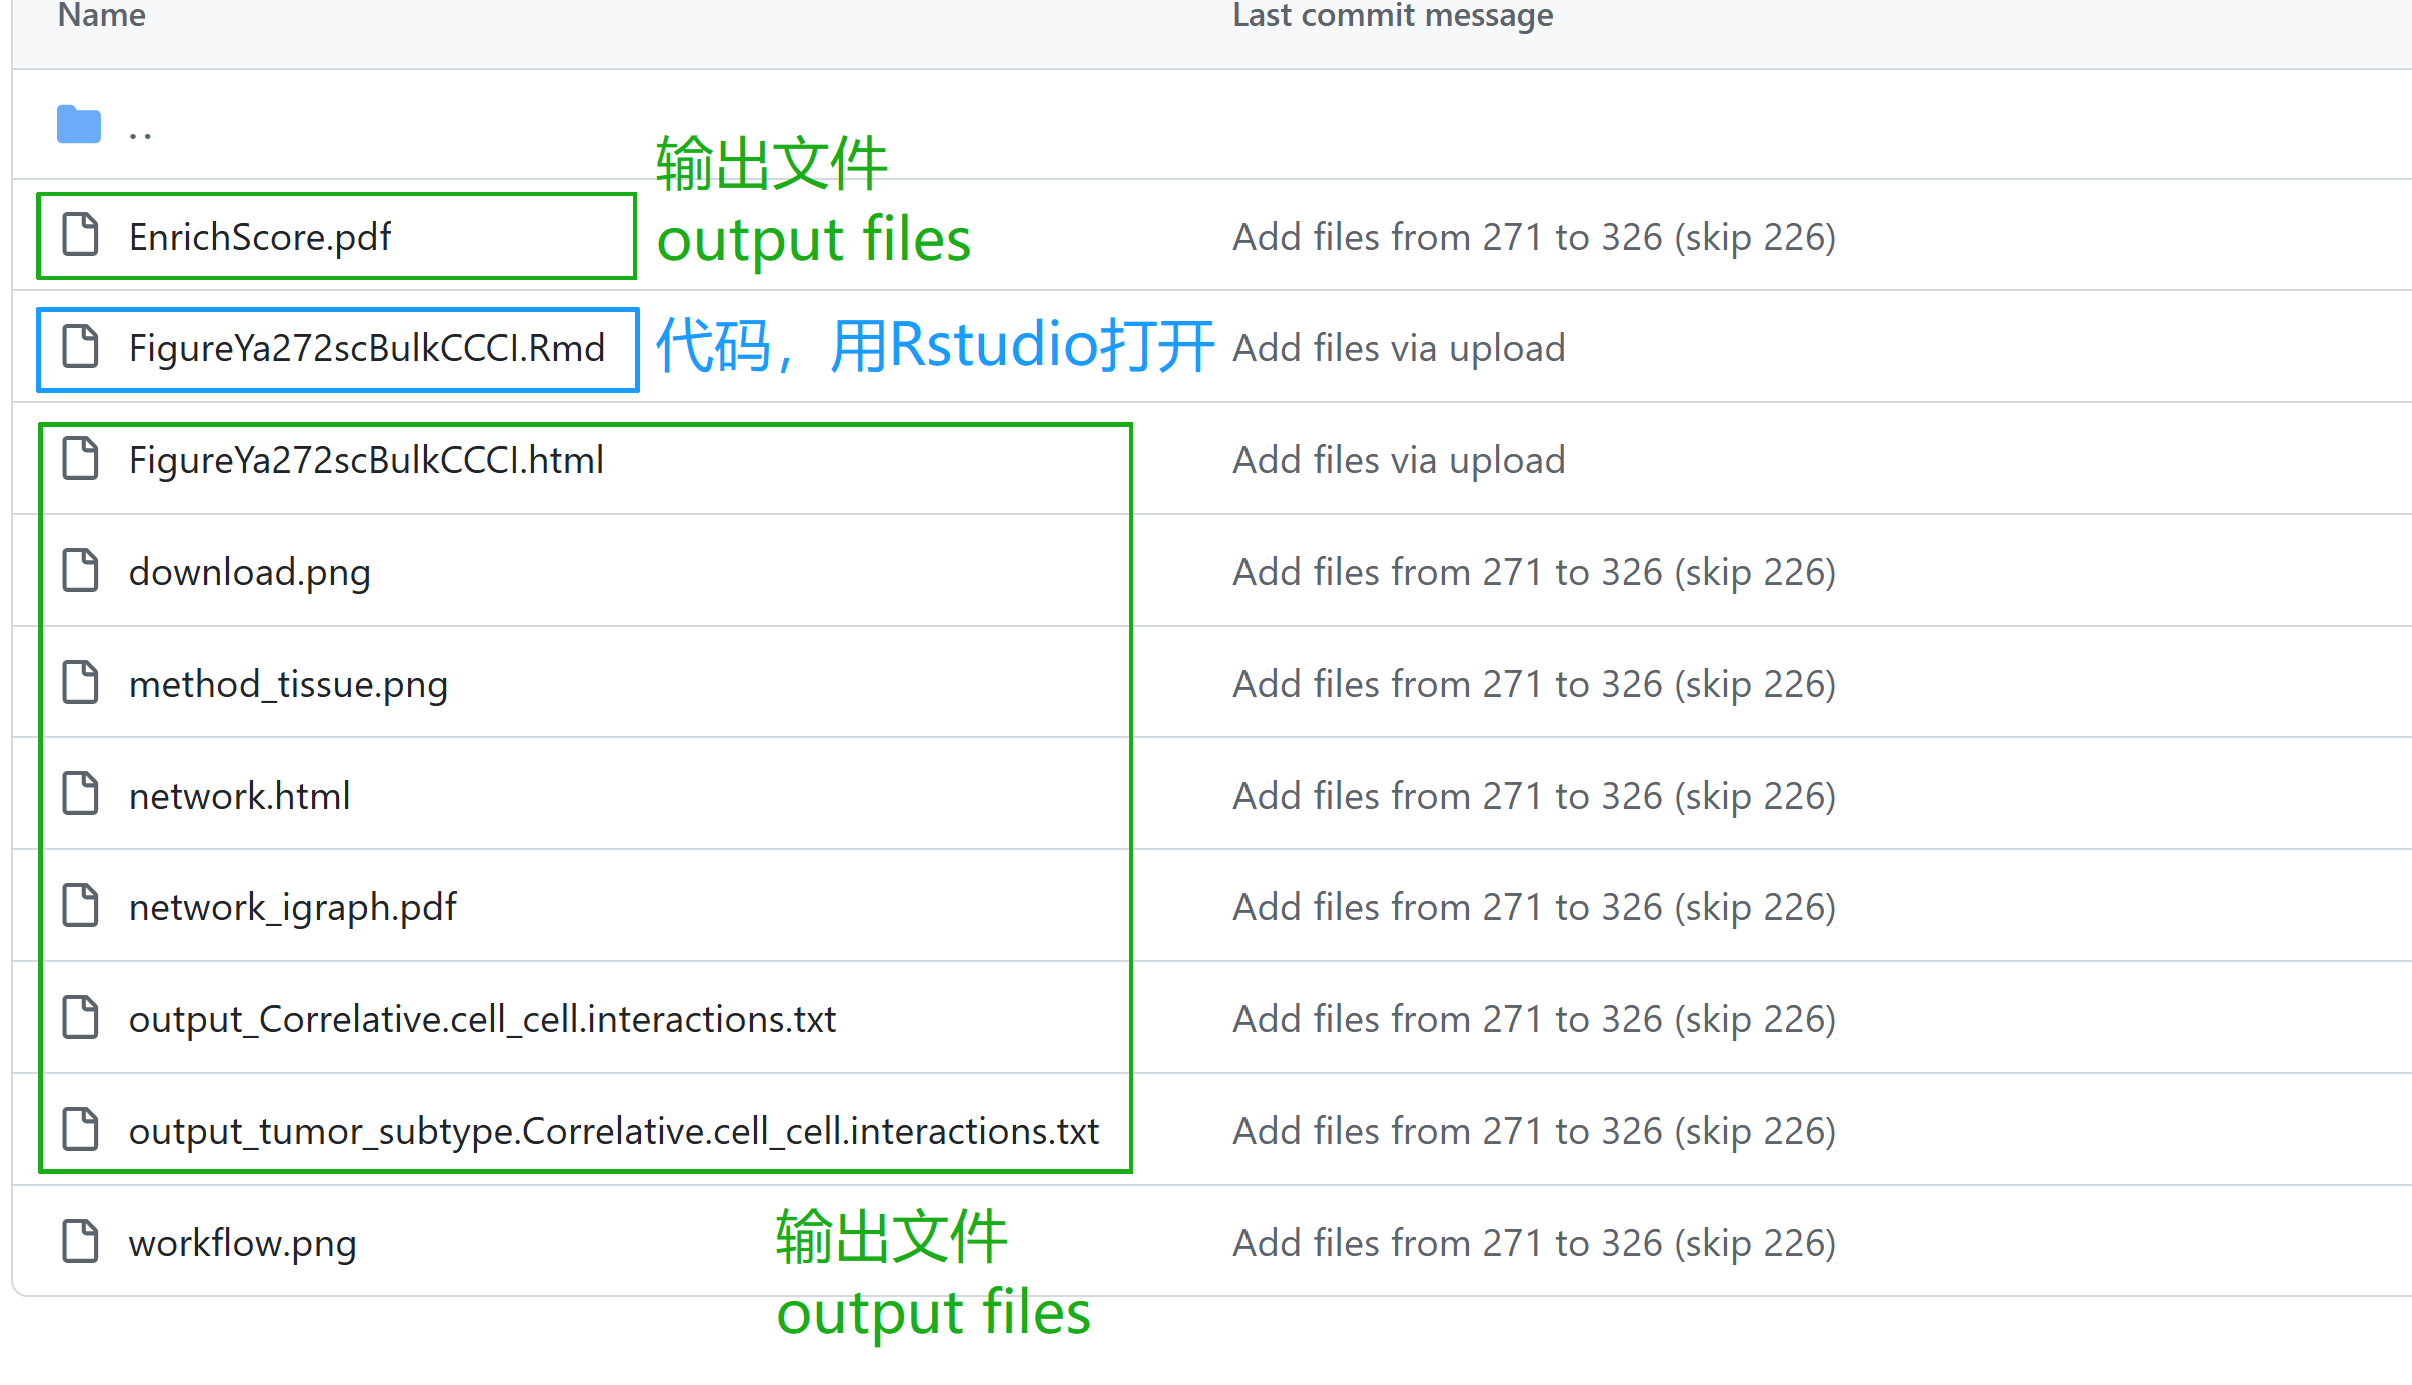 Name Last commit message
..
输出文件
output files
EnrichScore.pdf Add files from 271 to 326 (skip 226)
FigureYa272scBulkCCCI.Rmd 代码，用Rstudio打开 Add files via upload
FigureYa272scBulkCCCI.html Add files via upload
download.png Add files from 271 to 326 (skip 226)
method_tissue.png Add files from 271 to 326 (skip 226)
network.html Add files from 271 to 326 (skip 226)
network_igraph.pdf Add files from 271 to 326 (skip 226)
output_Correlative.cell_cell.interactions.txt Add files from 271 to 326 (skip 226)
output_tumor_subtype.Correlative.cell_cell.interactions.txt Add files from 271 to 326 (skip 226)
workflow.png Add files from 271 to 326 (skip 226)
输出文件
output files